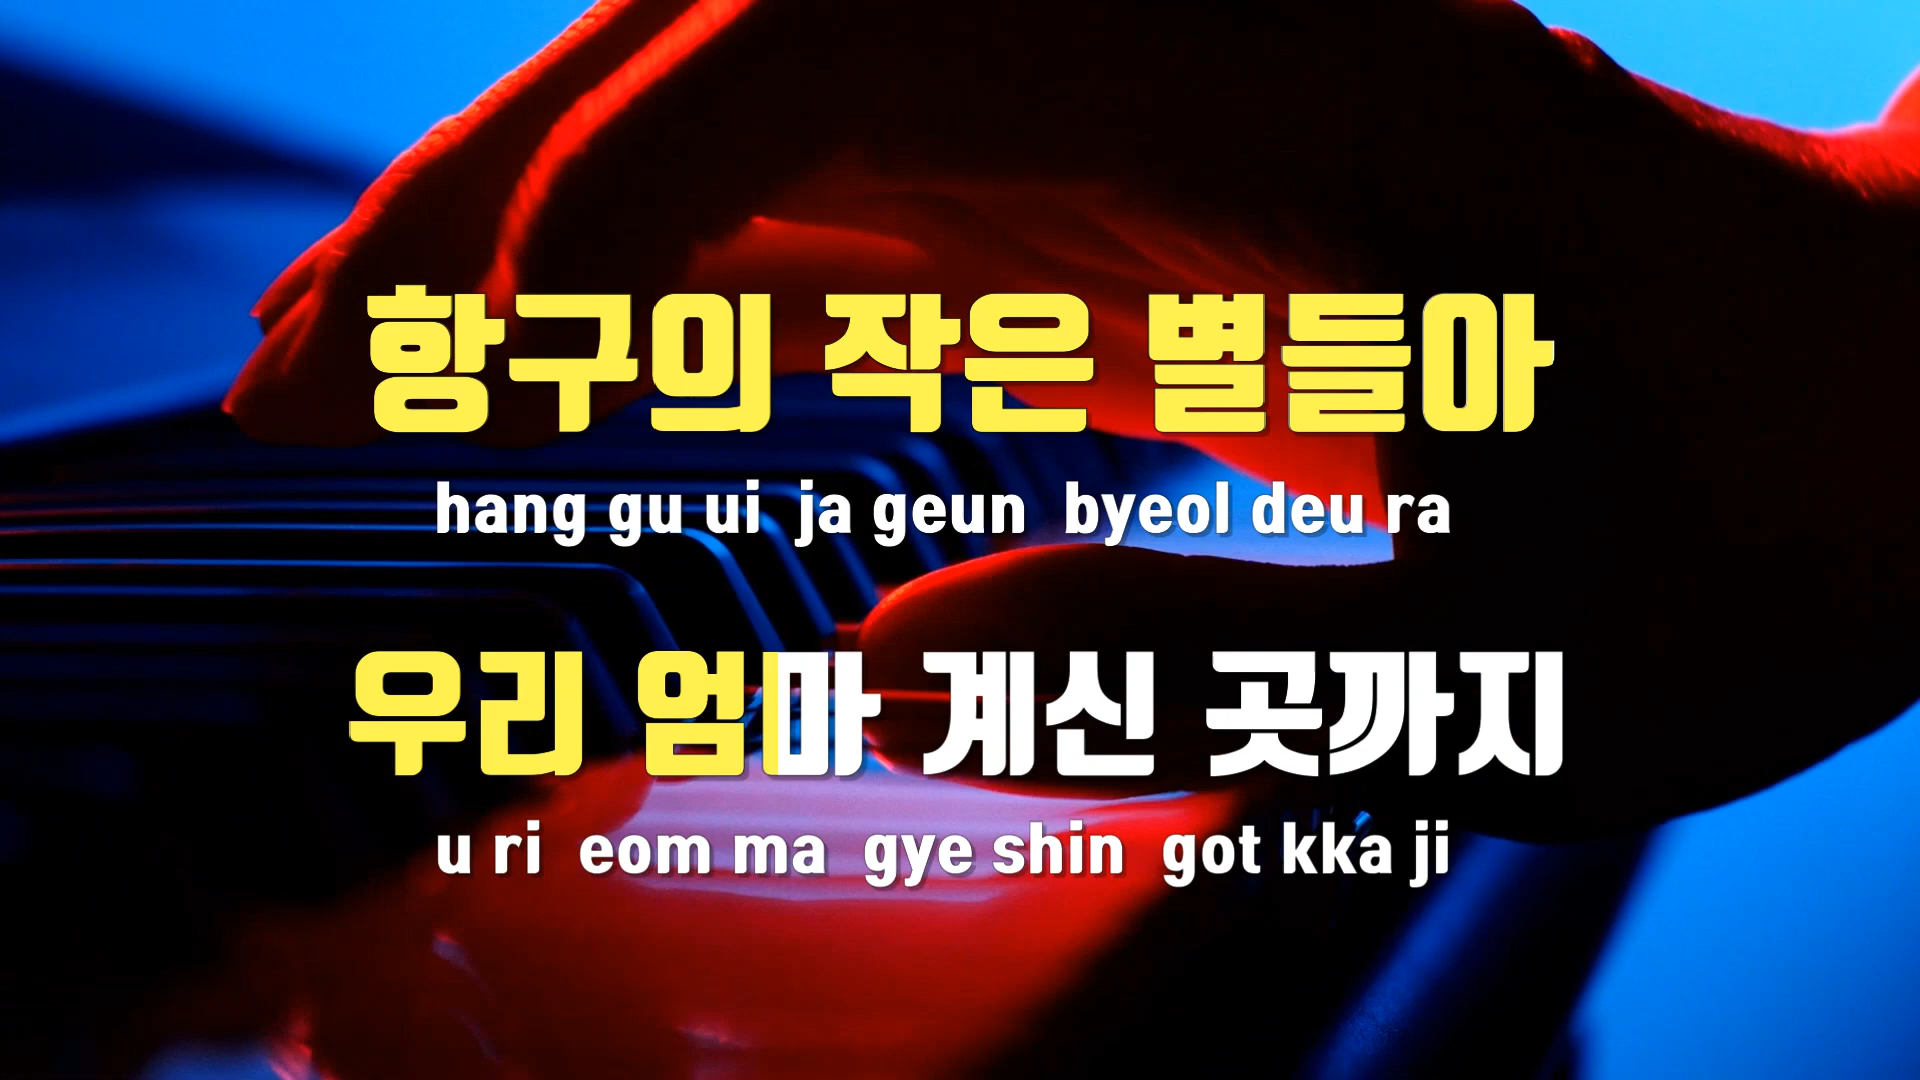 항구의 작은 별들아
hang gu ui ja geun byeol deu ra
우리 엄마 계신 곳까지
u ri eom ma gye shin got kka ji